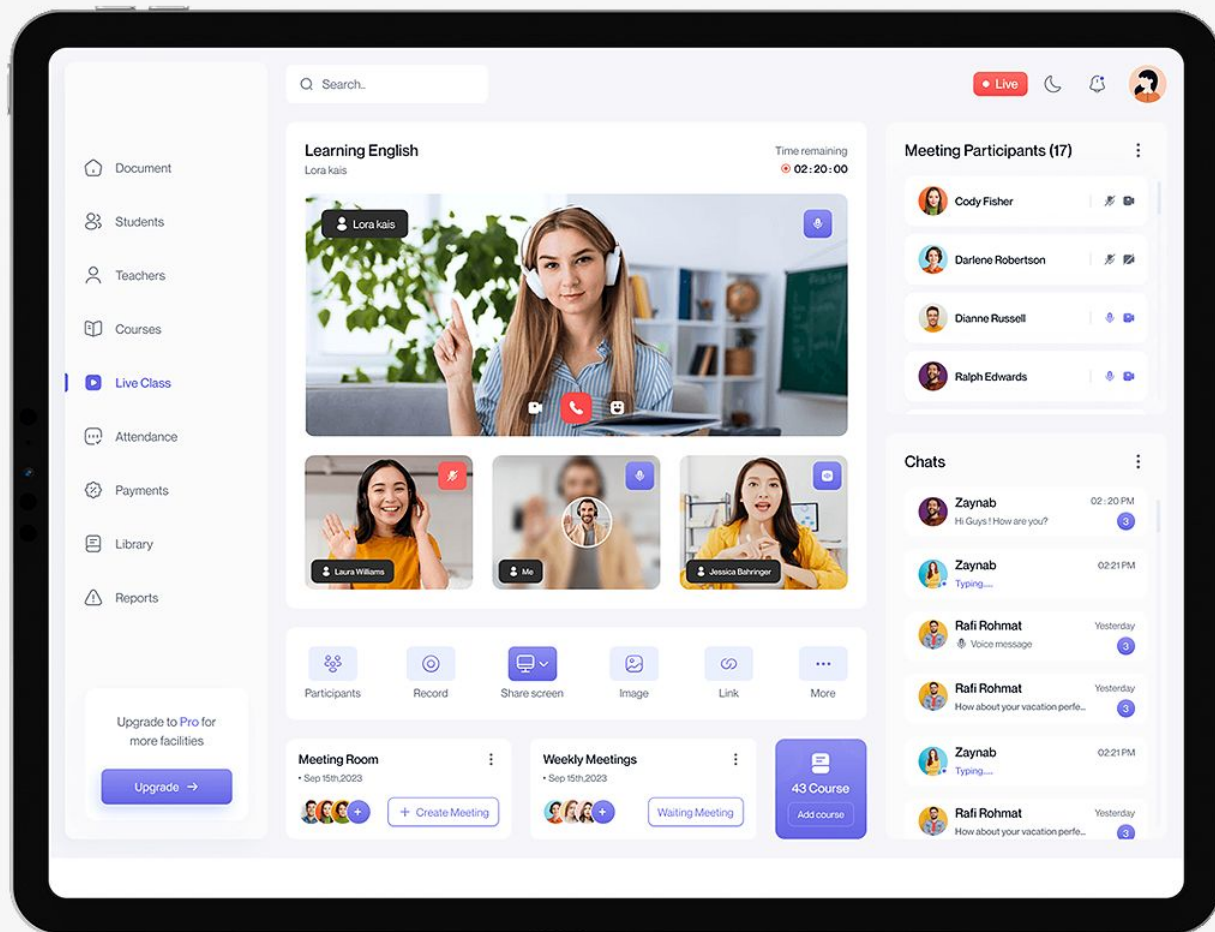 Search..
Live
Document
Students
Teachers
Courses
Live Class
Attendance
Payments
Library
Reports
Upgrade to Pro for
more facilities
Upgrade →
Learning English
Lora kais
Time remaining
02:20:00
Lora kais
Laura Williams
Me
Jessica Bahringer
Participants
Record
Share screen
Image
Link
More
Meeting Room
• Sep 15th,2023
+ Create Meeting
Weekly Meetings
• Sep 15th,2023
Waiting Meeting
43 Course
Add course
Meeting Participants (17)
Cody Fisher
Darlene Robertson
Dianne Russell
Ralph Edwards
Chats
Zaynab 02:20 PM
Hi Guys ! How are you? 3
Zaynab 02:21 PM
Typing.....
Rafi Rohmat Yesterday
Voice message 3
Rafi Rohmat Yesterday
How about your vacation perfe... 3
Zaynab 02:21 PM
Typing.....
Rafi Rohmat Yesterday
How about your vacation perfe... 3